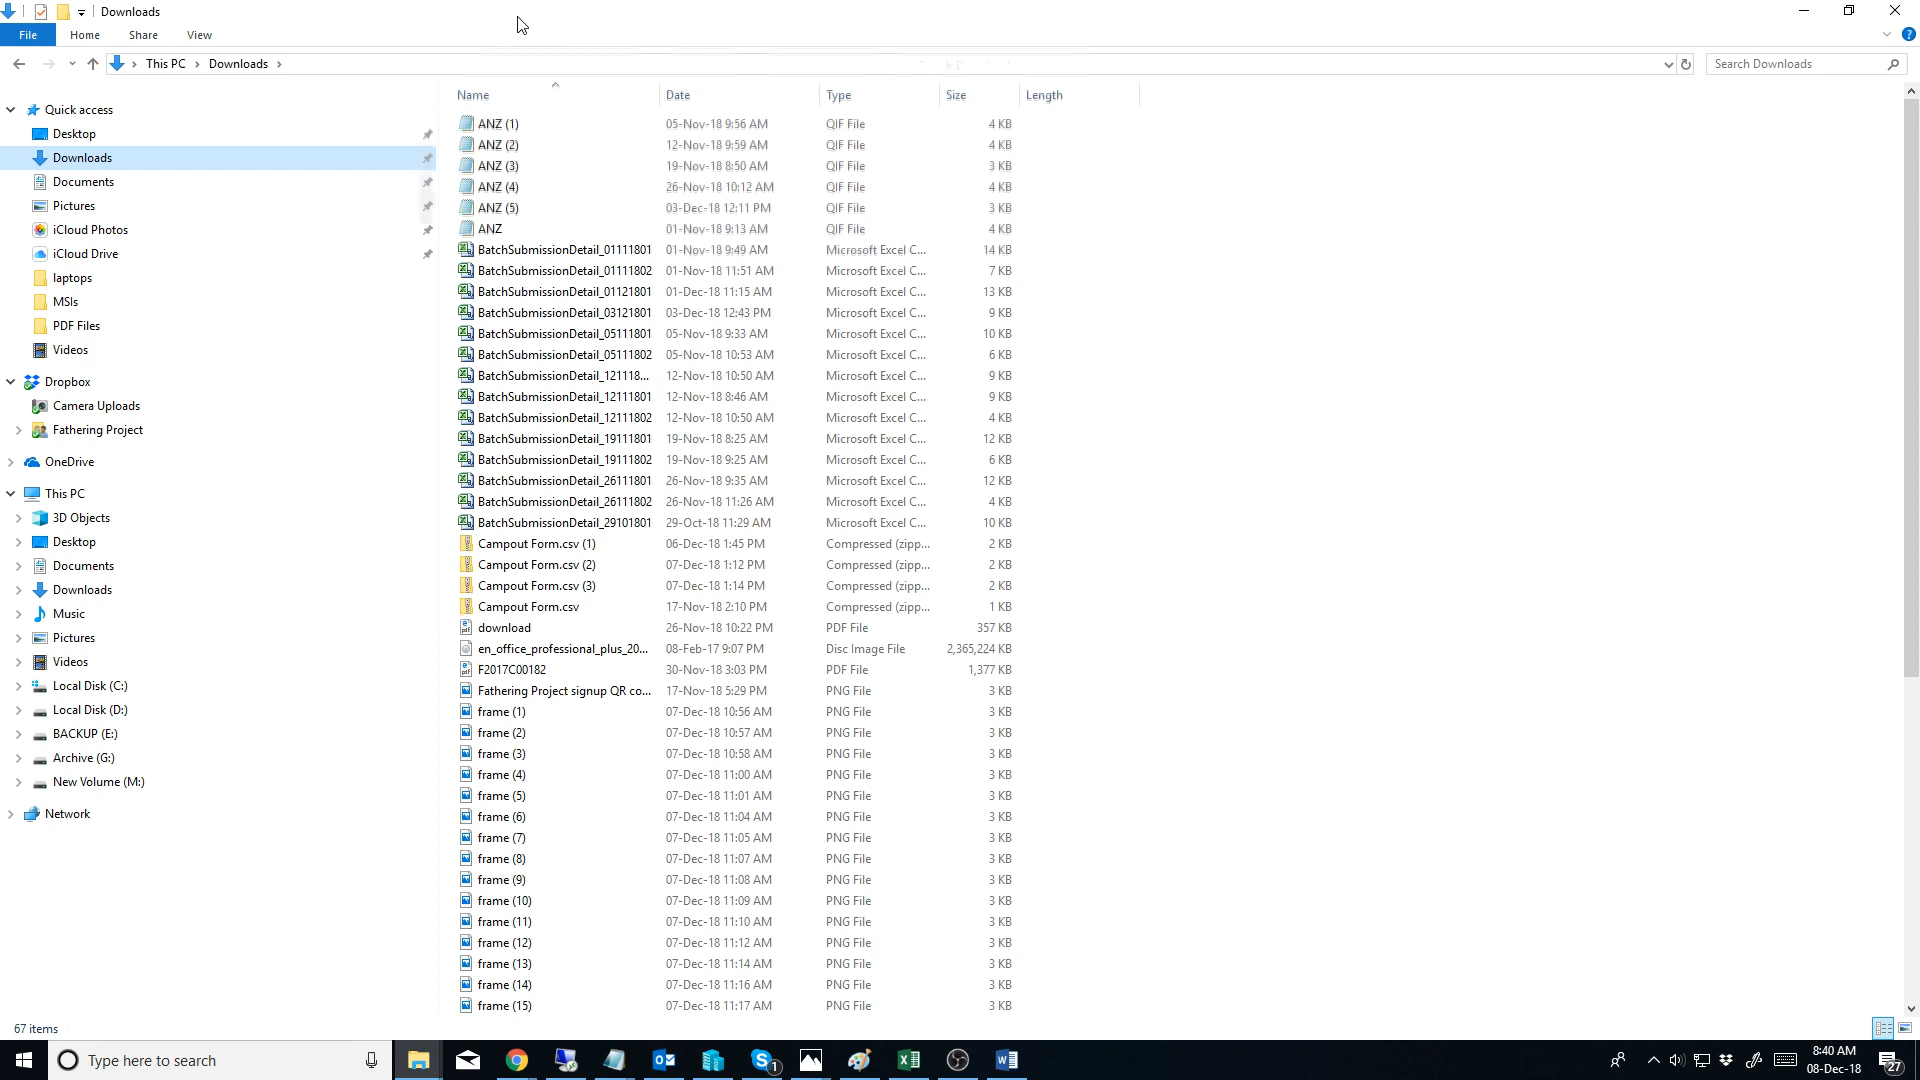 Downloads
File Home Share View
This PC Downloads
Search Downloads
Quick access
Desktop
Downloads
Documents
Pictures
iCloud Photos
iCloud Drive
laptops
MSIs
PDF Files
Videos
Dropbox
Camera Uploads
Fathering Project
OneDrive
This PC
3D Objects
Desktop
Documents
Downloads
Music
Pictures
Videos
Local Disk (C:)
Local Disk (D:)
BACKUP (E:)
Archive (G:)
New Volume (M:)
Network
Name Date Type Size Length
ANZ (1) 05-Nov-18 9:56 AM QIF File 4 KB
ANZ (2) 12-Nov-18 9:59 AM QIF File 4 KB
ANZ (3) 19-Nov-18 8:50 AM QIF File 3 KB
ANZ (4) 26-Nov-18 10:12 AM QIF File 4 KB
ANZ (5) 03-Dec-18 12:11 PM QIF File 3 KB
ANZ 01-Nov-18 9:13 AM QIF File 4 KB
BatchSubmissionDetail_01111801 01-Nov-18 9:49 AM Microsoft Excel C... 14 KB
BatchSubmissionDetail_01111802 01-Nov-18 11:51 AM Microsoft Excel C... 7 KB
BatchSubmissionDetail_01121801 01-Dec-18 11:15 AM Microsoft Excel C... 13 KB
BatchSubmissionDetail_03121801 03-Dec-18 12:43 PM Microsoft Excel C... 9 KB
BatchSubmissionDetail_05111801 05-Nov-18 9:33 AM Microsoft Excel C... 10 KB
BatchSubmissionDetail_05111802 05-Nov-18 10:53 AM Microsoft Excel C... 6 KB
BatchSubmissionDetail_121118... 12-Nov-18 10:50 AM Microsoft Excel C... 9 KB
BatchSubmissionDetail_12111801 12-Nov-18 8:46 AM Microsoft Excel C... 9 KB
BatchSubmissionDetail_12111802 12-Nov-18 10:50 AM Microsoft Excel C... 4 KB
BatchSubmissionDetail_19111801 19-Nov-18 8:25 AM Microsoft Excel C... 12 KB
BatchSubmissionDetail_19111802 19-Nov-18 9:25 AM Microsoft Excel C... 6 KB
BatchSubmissionDetail_26111801 26-Nov-18 9:35 AM Microsoft Excel C... 12 KB
BatchSubmissionDetail_26111802 26-Nov-18 11:26 AM Microsoft Excel C... 4 KB
BatchSubmissionDetail_29101801 29-Oct-18 11:29 AM Microsoft Excel C... 10 KB
Campout Form.csv (1) 06-Dec-18 1:45 PM Compressed (zipp... 2 KB
Campout Form.csv (2) 07-Dec-18 1:12 PM Compressed (zipp... 2 KB
Campout Form.csv (3) 07-Dec-18 1:14 PM Compressed (zipp... 2 KB
Campout Form.csv 17-Nov-18 2:10 PM Compressed (zipp... 1 KB
download 26-Nov-18 10:22 PM PDF File 357 KB
en_office_professional_plus_20... 08-Feb-17 9:07 PM Disc Image File 2,365,224 KB
F2017C00182 30-Nov-18 3:03 PM PDF File 1,377 KB
Fathering Project signup QR co... 17-Nov-18 5:29 PM PNG File 3 KB
frame (1) 07-Dec-18 10:56 AM PNG File 3 KB
frame (2) 07-Dec-18 10:57 AM PNG File 3 KB
frame (3) 07-Dec-18 10:58 AM PNG File 3 KB
frame (4) 07-Dec-18 11:00 AM PNG File 3 KB
frame (5) 07-Dec-18 11:01 AM PNG File 3 KB
frame (6) 07-Dec-18 11:04 AM PNG File 3 KB
frame (7) 07-Dec-18 11:05 AM PNG File 3 KB
frame (8) 07-Dec-18 11:07 AM PNG File 3 KB
frame (9) 07-Dec-18 11:08 AM PNG File 3 KB
frame (10) 07-Dec-18 11:09 AM PNG File 3 KB
frame (11) 07-Dec-18 11:10 AM PNG File 3 KB
frame (12) 07-Dec-18 11:12 AM PNG File 3 KB
frame (13) 07-Dec-18 11:14 AM PNG File 3 KB
frame (14) 07-Dec-18 11:16 AM PNG File 3 KB
frame (15) 07-Dec-18 11:17 AM PNG File 3 KB
67 items
Type here to search
1
8:40 AM
08-Dec-18
27